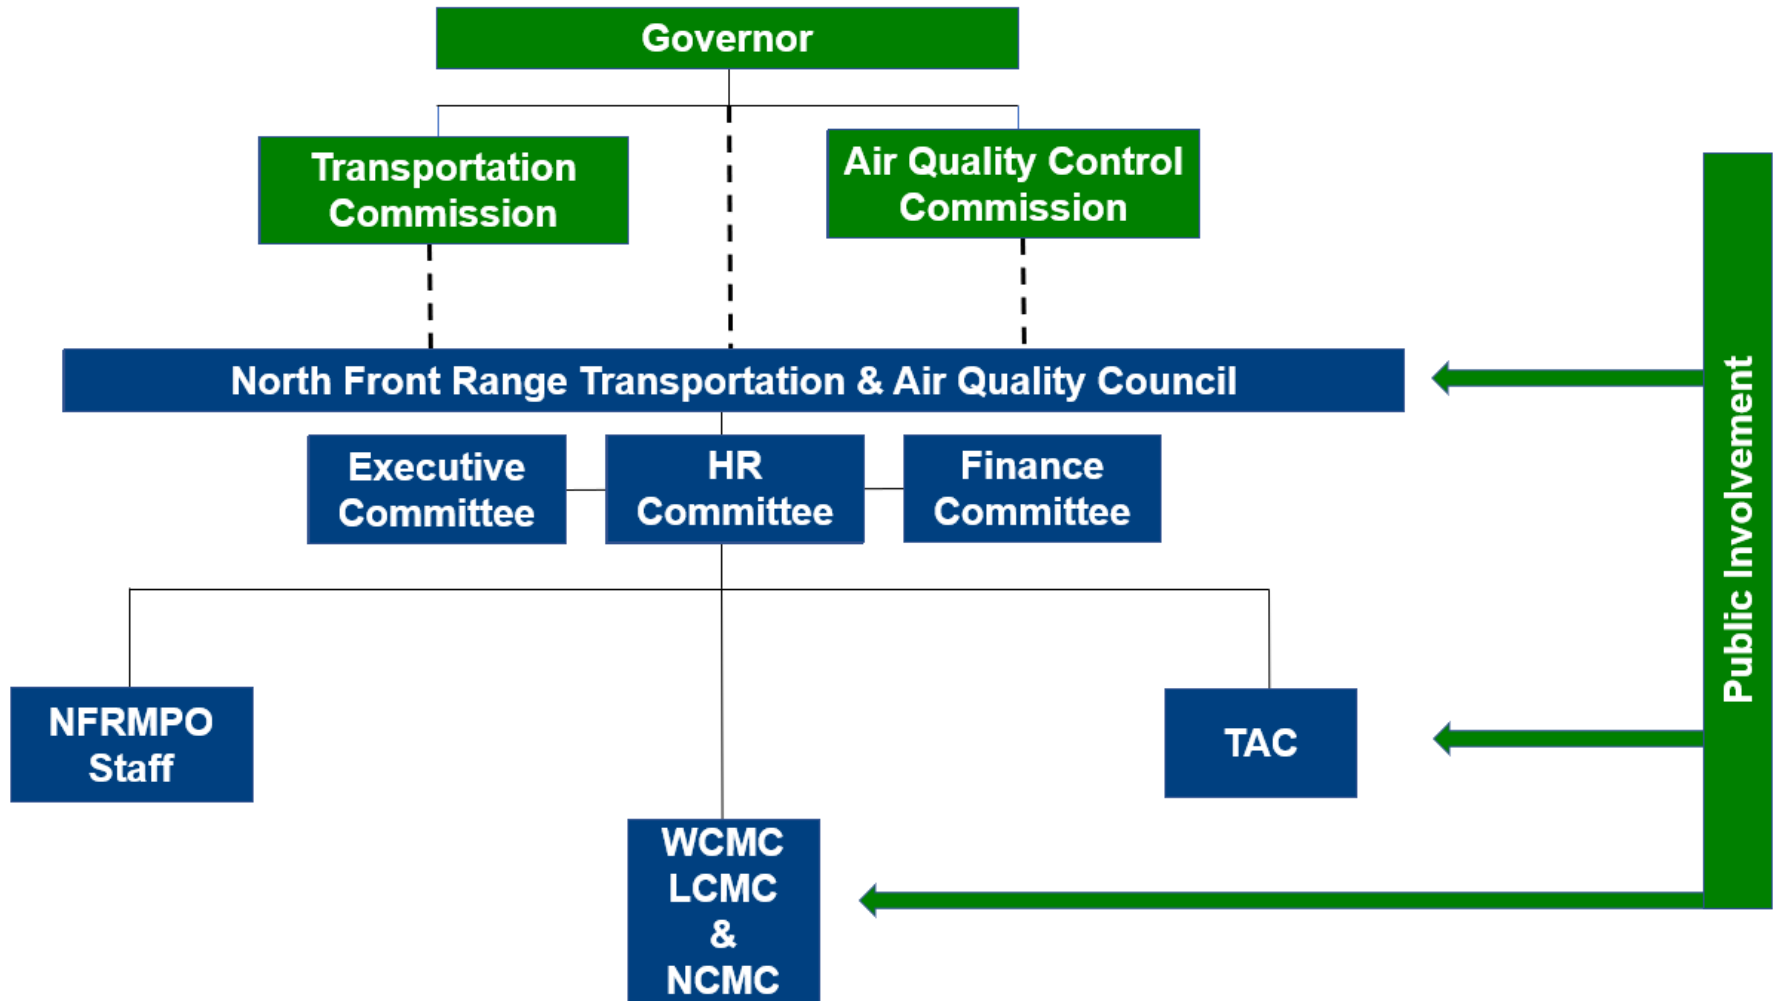 Governor
Transportation
Commission
Air Quality Control
Commission
North Front Range Transportation & Air Quality Council
Executive
Committee
HR
Committee
Finance
Committee
NFRMPO
Staff
TAC
WCMC
LCMC
&
NCMC
Public Involvement